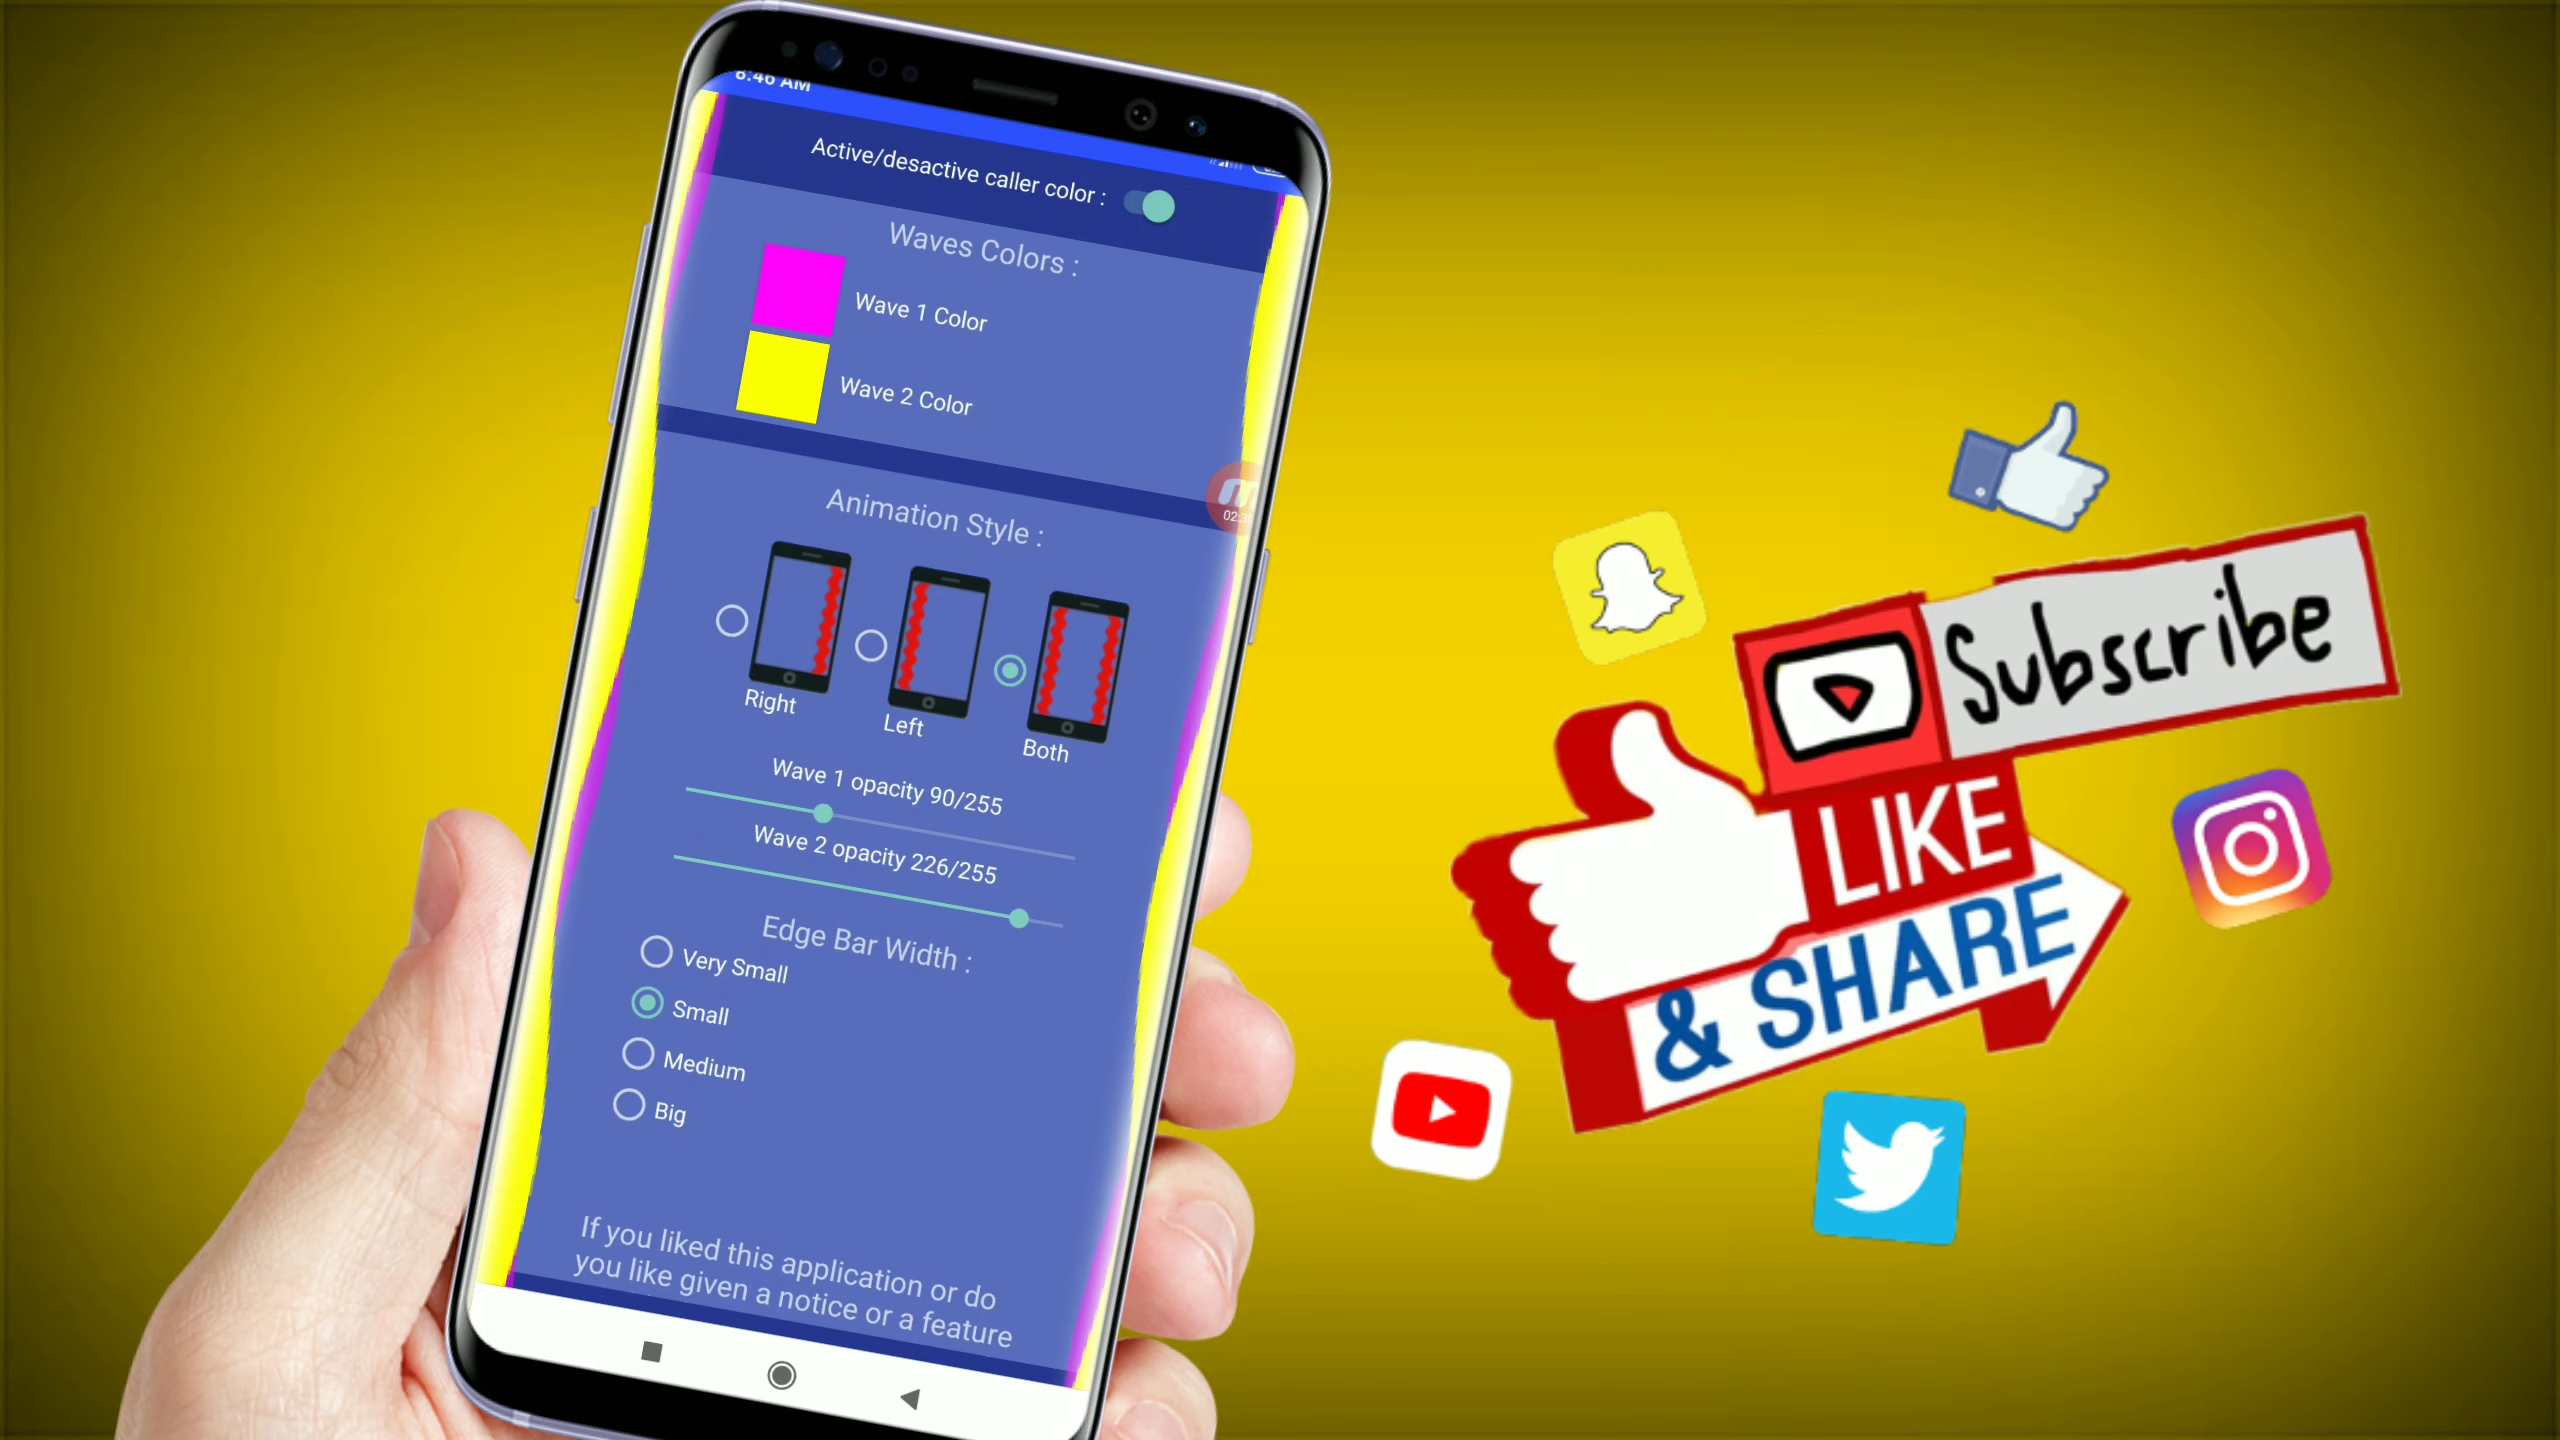 8:46 AM
Active/desactive caller color :
Waves Colors :
Wave 1 Color
Wave 2 Color
Animation Style :
Right
Left
Both
Wave 1 opacity 90/255
Wave 2 opacity 226/255
Edge Bar Width :
Very Small
Small
Medium
Big
If you liked this application or do
you like given a notice or a feature
Subscribe
LIKE
& SHARE